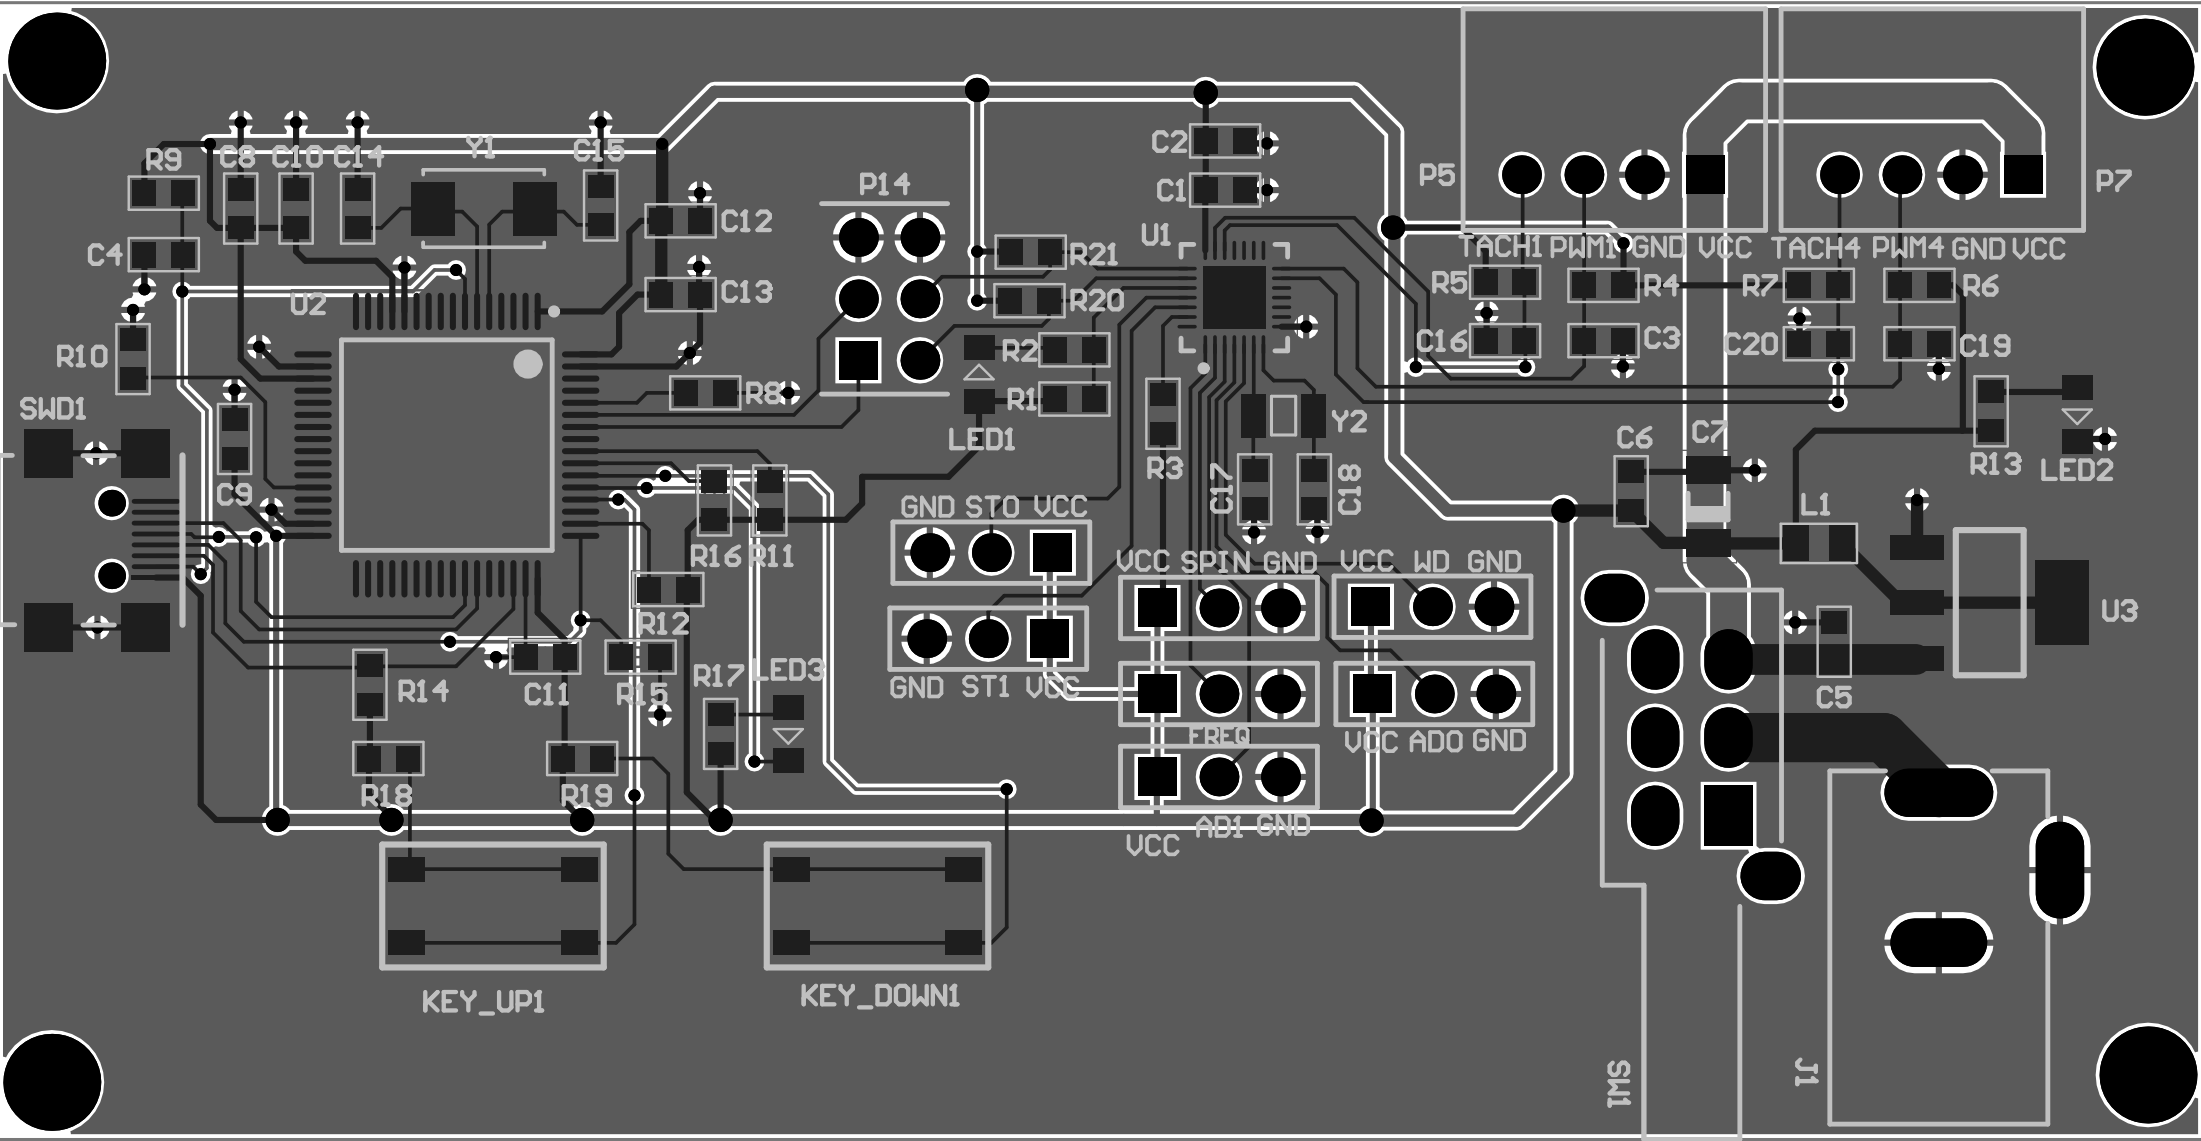 R9 C8 C10 C14 Y1 C15
C2
C1
P14
P5
P7
C12
C4
R21
U1
TACH1 PWM1 GND VCC TACH4 PWM4 GND VCC
C13
U2
R20
R5
R4
R7
R6
R10
R2
C16
C3
C20
C19
SWD1
R8
R1
LED1
Y2
C6
C7
R3
R13
LED2
C9
C17
C18
L1
GND ST0 VCC
R16 R11
VCC SPIN GND VCC WD GND
R12
U3
GND ST1 VCC
R14
C11
R15
R17
LED3
C5
FREQ
VCC AD0 GND
R18
R19
AD1 GND
VCC
KEY_UP1
KEY_DOWN1
SW1
J1